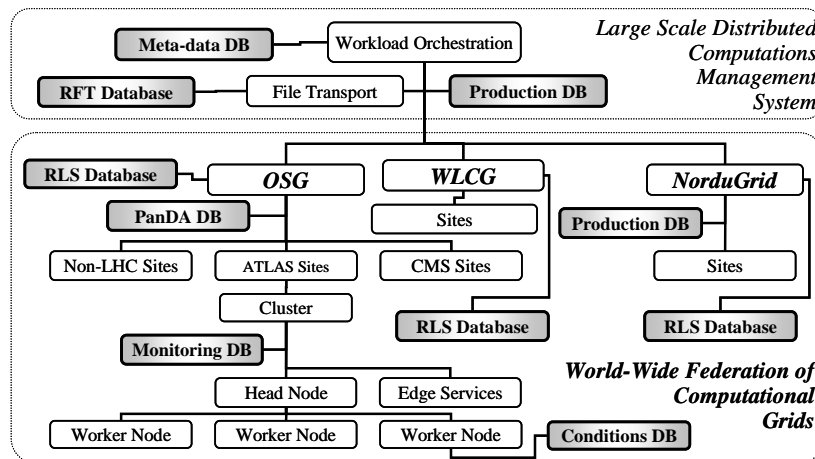 Meta-data DB
Workload Orchestration
Large Scale Distributed
Computations
Management
System
RFT Database
File Transport
Production DB
RLS Database
OSG
WLCG
NorduGrid
PanDA DB
Sites
Production DB
Non-LHC Sites
ATLAS Sites
CMS Sites
Sites
Cluster
RLS Database
RLS Database
Monitoring DB
World-Wide Federation of
Computational
Grids
Head Node
Edge Services
Worker Node
Worker Node
Worker Node
Conditions DB